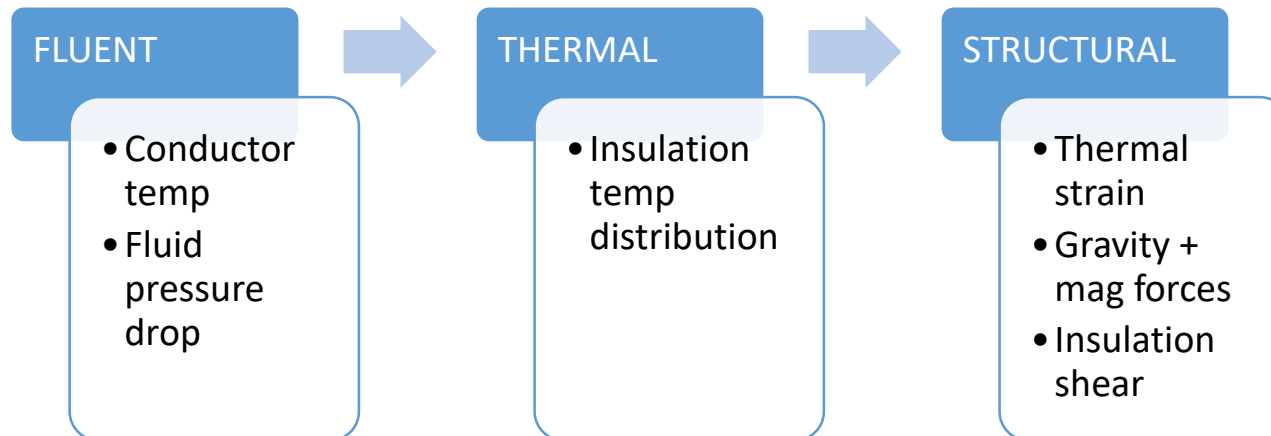 FLUENT
• Conductor
temp
• Fluid
pressure
drop
THERMAL
• Insulation
temp
distribution
STRUCTURAL
• Thermal
strain
• Gravity +
mag forces
• Insulation
shear